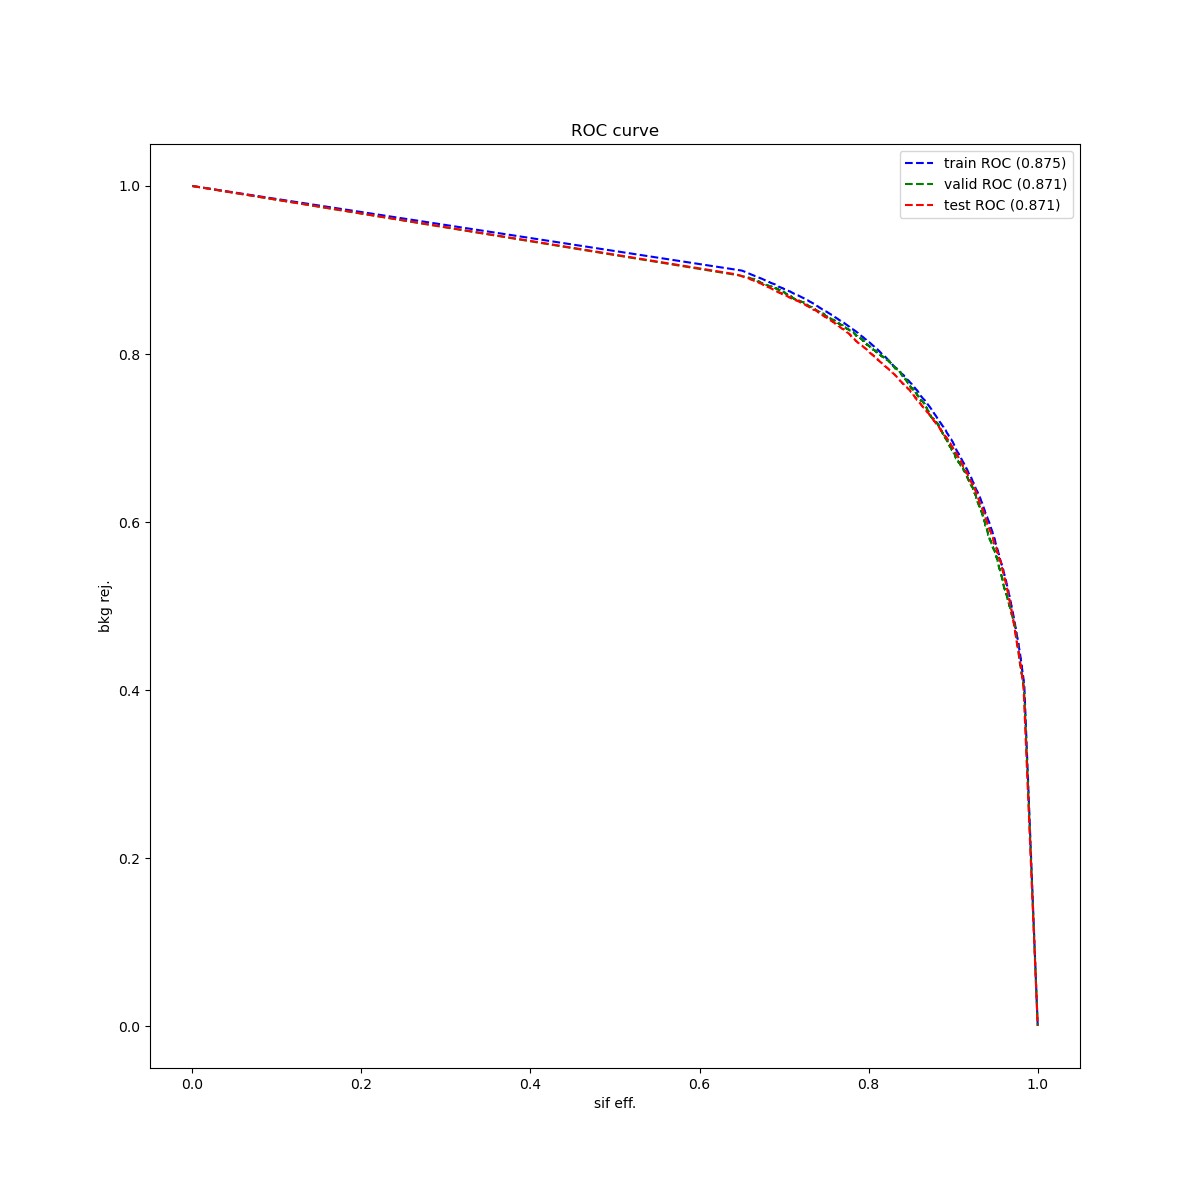 ROC curve
train ROC (0.875)
valid ROC (0.871)
test ROC (0.871)
1.0
0.8
0.6
0.4
0.2
0.0
bkg rej.
0.0 0.2 0.4 0.6 0.8 1.0
sif eff.